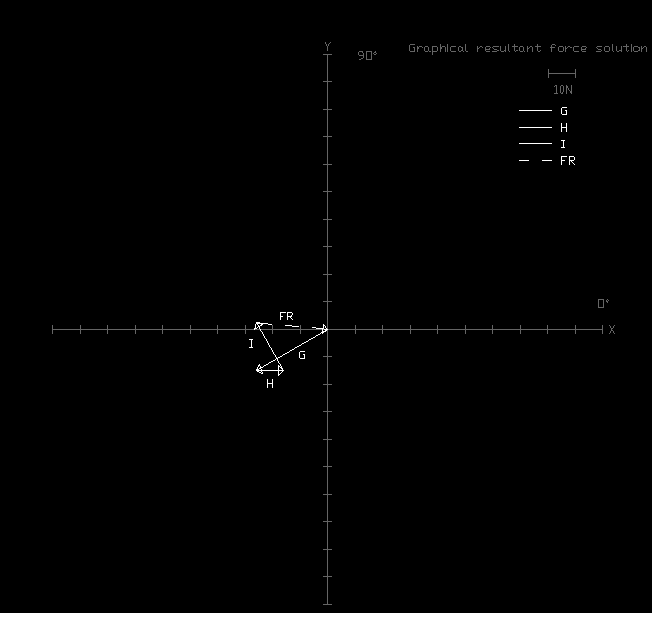 Graphical resultant force solution
Y
90°
10N
G
H
I
FR
0°
FR
X
I
G
H